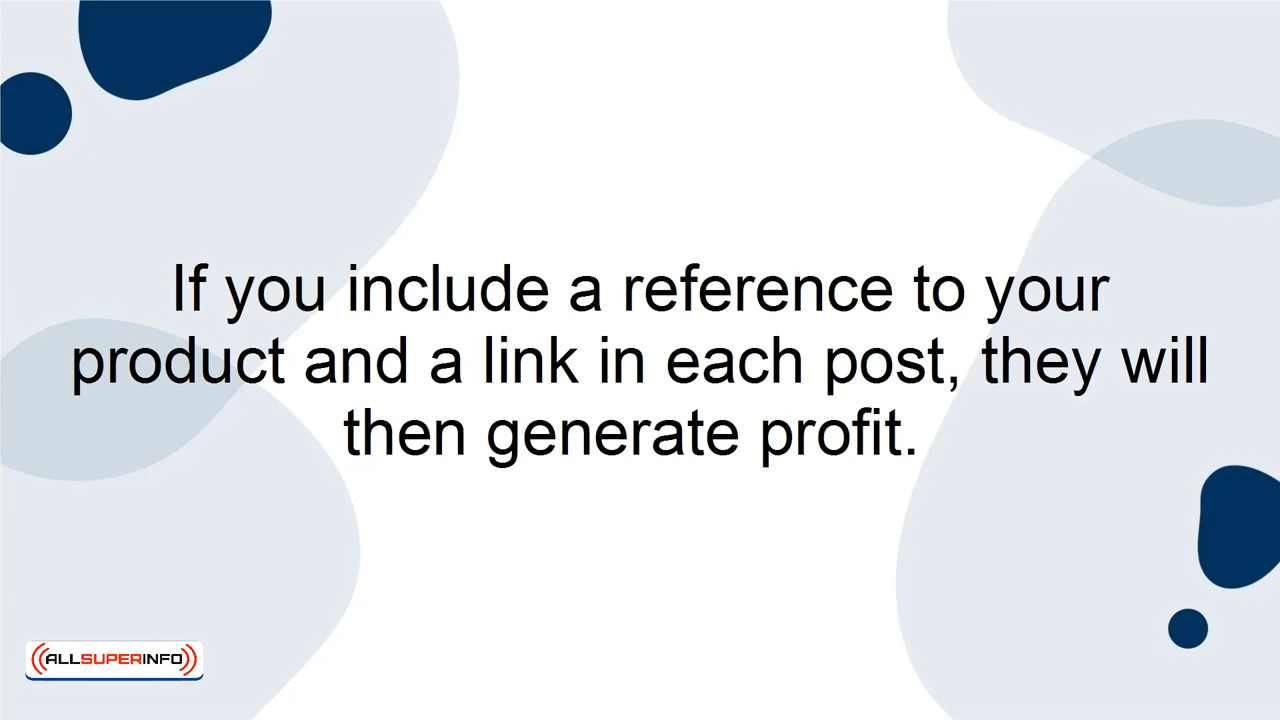 If you include a reference to your
product and a link in each post, they will
then generate profit.
ALLSUPERINFO